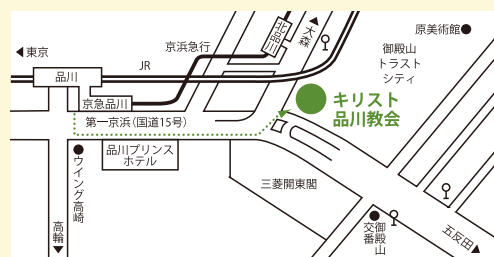 東京
品川
JR
京浜急行
北品川
大森
原美術館
御殿山
トラスト
シティ
京急品川
第一京浜（国道15号）
キリスト
品川教会
品川プリンス
ホテル
ウイング高崎
三菱開東閣
高輪
御殿山
交番
五反田